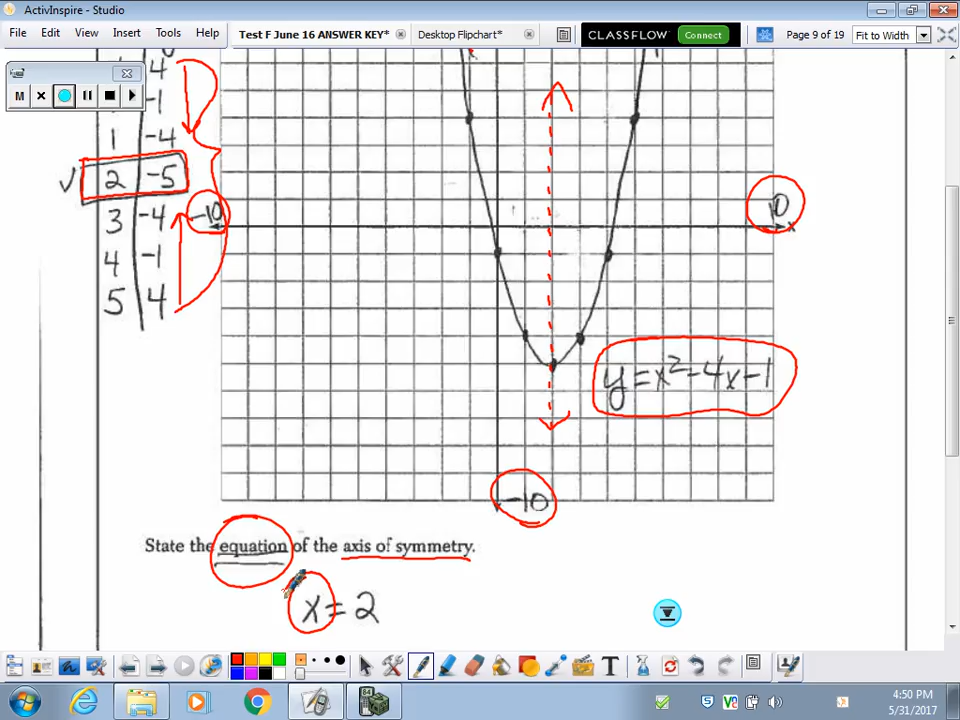 ActivInspire - Studio
File Edit View Insert Tools Help
Test F June 16 ANSWER KEY*
Desktop Flipchart*
CLASSFLOW Connect
Page 9 of 19
Fit to Width
M
4
-1
1 -4
2 -5
3 -4
4 -1
5 4
-10
10
x
y=x²-4x-1
-10
State the equation of the axis of symmetry.
x = 2
T
84
4:50 PM
5/31/2017